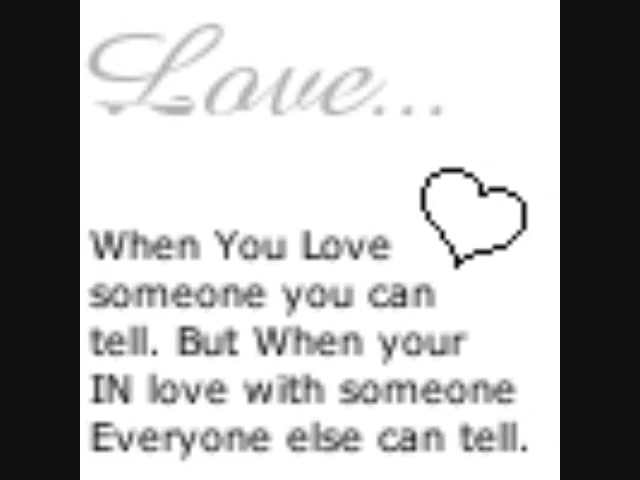 Love...
When You Love
someone you can
tell. But When your
IN love with someone
Everyone else can tell.